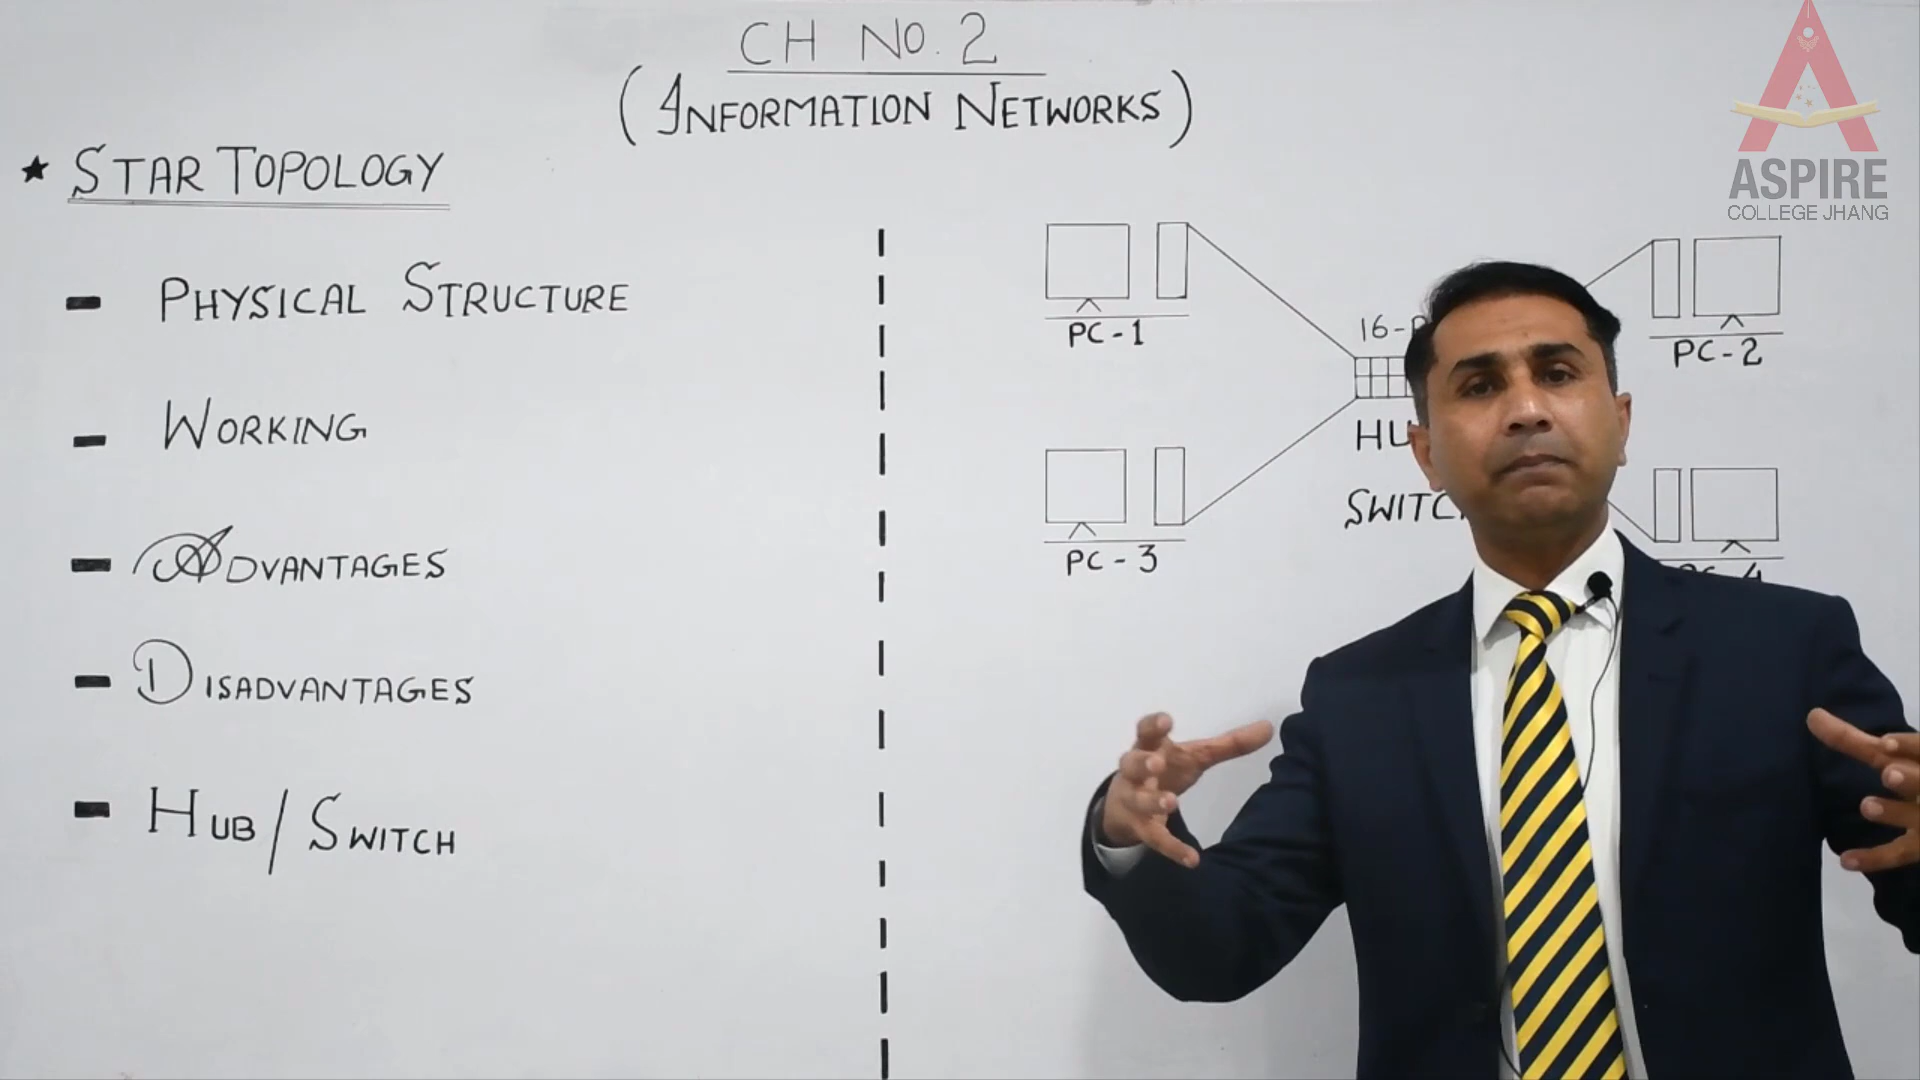 CH NO. 2
(INFORMATION NETWORKS)
★ STAR TOPOLOGY
- PHYSICAL STRUCTURE
- WORKING
- ADVANTAGES
- DISADVANTAGES
- HUB / SWITCH
PC-1
16-
PC-2
PC-3
ASPIRE
COLLEGE JHANG